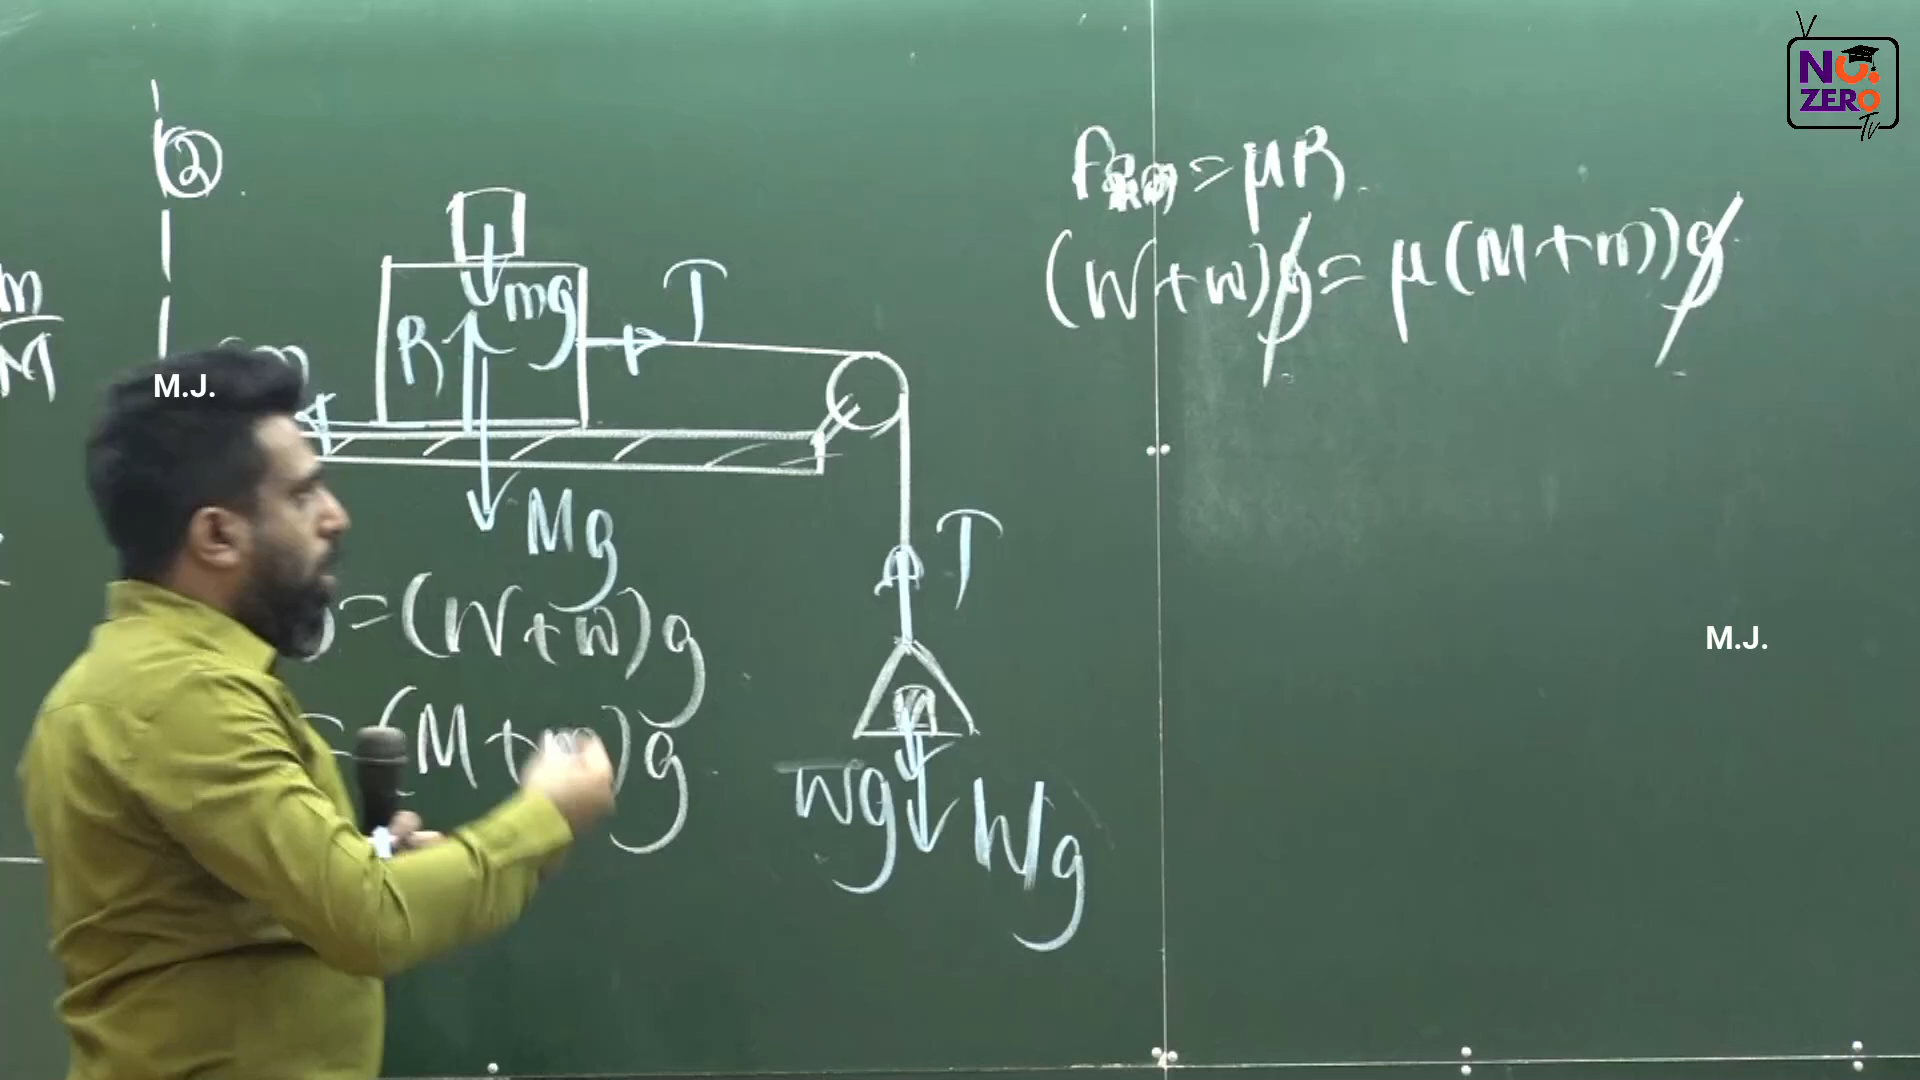 NO.
ZERO
Tv
②
m
M
mg
R
T
Mg
T
wg
Wg
= (W + w) g
= (M + m) g
= μR
(W + w) g = μ (M + m)) g
M.J.
M.J.